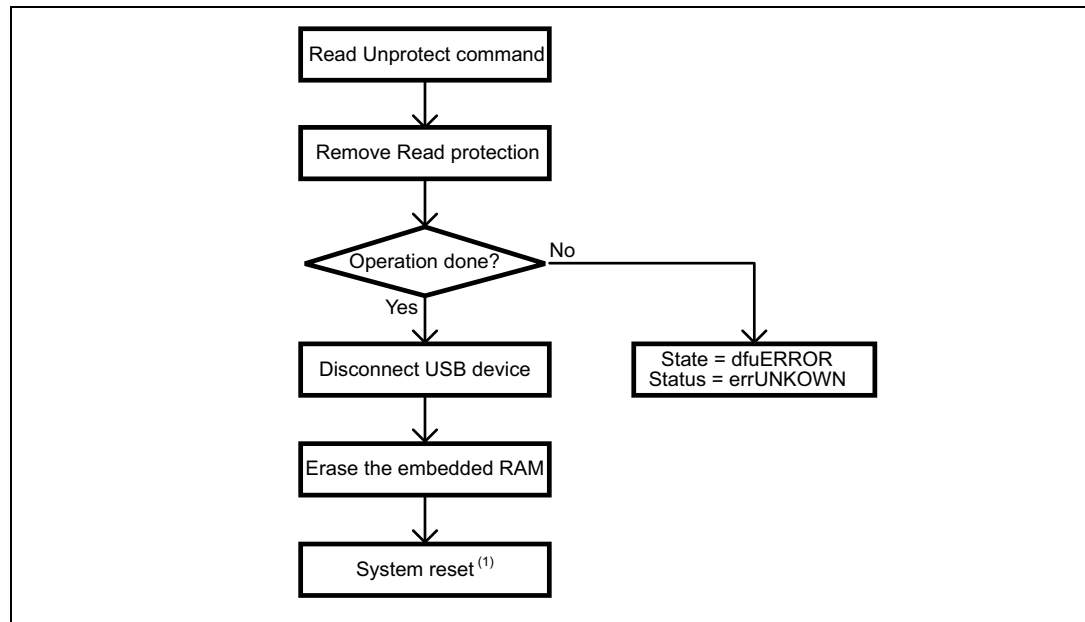 Read Unprotect command
Remove Read protection
Operation done?
No
Yes
Disconnect USB device
State = dfuERROR
Status = errUNKOWN
Erase the embedded RAM
System reset (1)